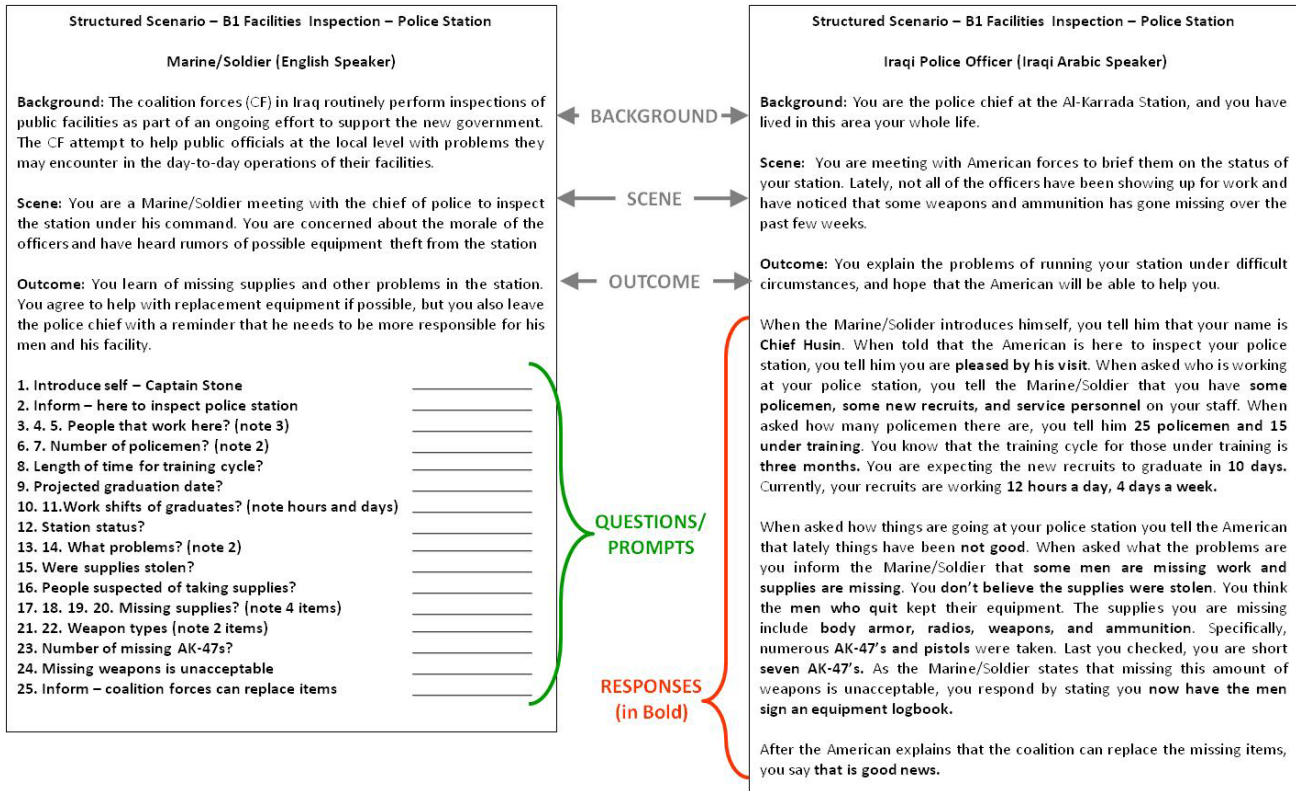 Structured Scenario – B1 Facilities Inspection – Police Station
Marine/Soldier (English Speaker)
Background: The coalition forces (CF) in Iraq routinely perform inspections of
public facilities as part of an ongoing effort to support the new government.
The CF attempt to help public officials at the local level with problems they
may encounter in the day-to-day operations of their facilities.
Scene: You are a Marine/Soldier meeting with the chief of police to inspect
the station under his command. You are concerned about the morale of the
officers and have heard rumors of possible equipment theft from the station
Outcome: You learn of missing supplies and other problems in the station.
You agree to help with replacement equipment if possible, but you also leave
the police chief with a reminder that he needs to be more responsible for his
men and his facility.
1. Introduce self – Captain Stone
2. Inform – here to inspect police station
3. 4. 5. People that work here? (note 3)
6. 7. Number of policemen? (note 2)
8. Length of time for training cycle?
9. Projected graduation date?
10. 11.Work shifts of graduates? (note hours and days)
12. Station status?
13. 14. What problems? (note 2)
15. Were supplies stolen?
16. People suspected of taking supplies?
17. 18. 19. 20. Missing supplies? (note 4 items)
21. 22. Weapon types (note 2 items)
23. Number of missing AK-47s?
24. Missing weapons is unacceptable
25. Inform – coalition forces can replace items
BACKGROUND
SCENE
OUTCOME
QUESTIONS/
PROMPTS
RESPONSES
(in Bold)
Structured Scenario – B1 Facilities Inspection – Police Station
Iraqi Police Officer (Iraqi Arabic Speaker)
Background: You are the police chief at the Al-Karrada Station, and you have
lived in this area your whole life.
Scene: You are meeting with American forces to brief them on the status of
your station. Lately, not all of the officers have been showing up for work and
have noticed that some weapons and ammunition has gone missing over the
past few weeks.
Outcome: You explain the problems of running your station under difficult
circumstances, and hope that the American will be able to help you.
When the Marine/Solider introduces himself, you tell him that your name is
Chief Husin. When told that the American is here to inspect your police
station, you tell him you are pleased by his visit. When asked who is working
at your police station, you tell the Marine/Soldier that you have some
policemen, some new recruits, and service personnel on your staff. When
asked how many policemen there are, you tell him 25 policemen and 15
under training. You know that the training cycle for those under training is
three months. You are expecting the new recruits to graduate in 10 days.
Currently, your recruits are working 12 hours a day, 4 days a week.
When asked how things are going at your police station you tell the American
that lately things have been not good. When asked what the problems are
you inform the Marine/Soldier that some men are missing work and
supplies are missing. You don't believe the supplies were stolen. You think
the men who quit kept their equipment. The supplies you are missing
include body armor, radios, weapons, and ammunition. Specifically,
numerous AK-47's and pistols were taken. Last you checked, you are short
seven AK-47's. As the Marine/Soldier states that missing this amount of
weapons is unacceptable, you respond by stating you now have the men
sign an equipment logbook.
After the American explains that the coalition can replace the missing items,
you say that is good news.